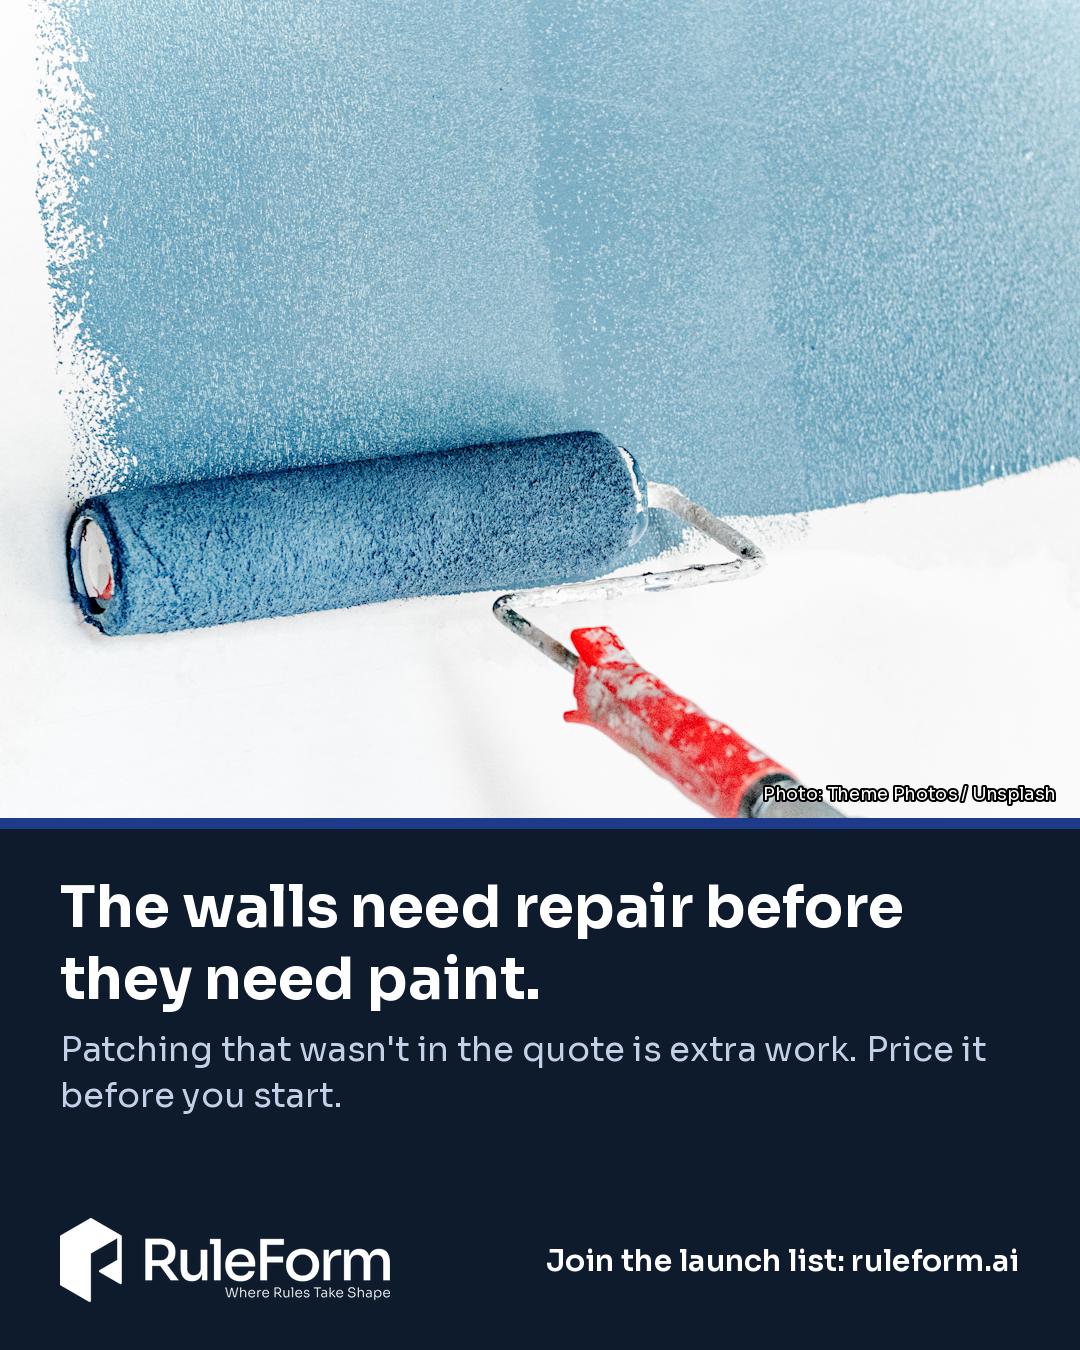 Photo: Theme Photos / Unsplash
The walls need repair before
they need paint.
Patching that wasn't in the quote is extra work. Price it
before you start.
RuleForm
Where Rules Take Shape
Join the launch list: ruleform.ai